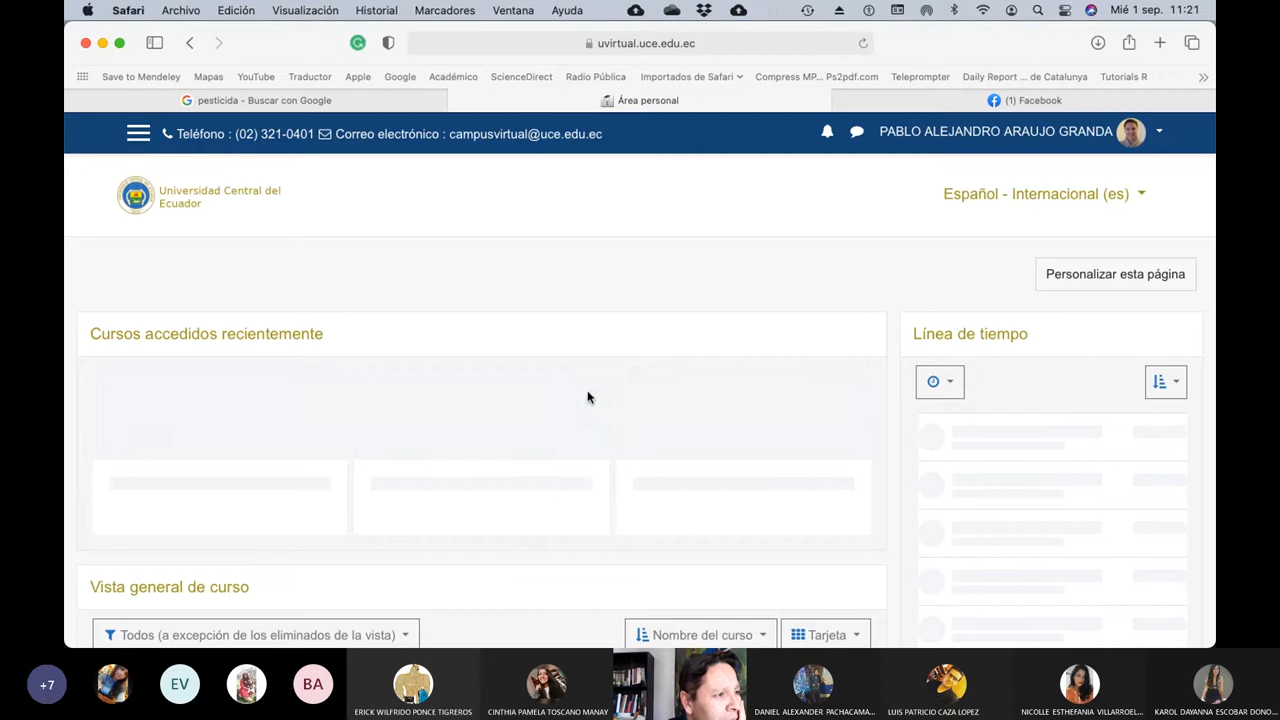 Safari Archivo Edición Visualización Historial Marcadores Ventana Ayuda Mié 1 sep. 11:21
uvirtual.uce.edu.ec
Save to Mendeley Mapas YouTube Traductor Apple Google Académico ScienceDirect Radio Pública Importados de Safari Compress MP... Ps2pdf.com Teleprompter Daily Report ... de Catalunya Tutorials R
pesticida - Buscar con Google Área personal (1) Facebook
Teléfono : (02) 321-0401 Correo electrónico : campusvirtual@uce.edu.ec PABLO ALEJANDRO ARAUJO GRANDA
Universidad Central del
Ecuador
Español - Internacional (es)
Personalizar esta página
Cursos accedidos recientemente Línea de tiempo
Vista general de curso
Todos (a excepción de los eliminados de la vista) Nombre del curso Tarjeta
+7 EV BA
ERICK WILFRIDO PONCE TIGREROS CINTHIA PAMELA TOSCANO MANAY DANIEL ALEXANDER PACHACAMA... LUIS PATRICIO CAZA LOPEZ NICOLLE ESTHEFANIA VILLARROEL... KAROL DAYANNA ESCOBAR DONO...